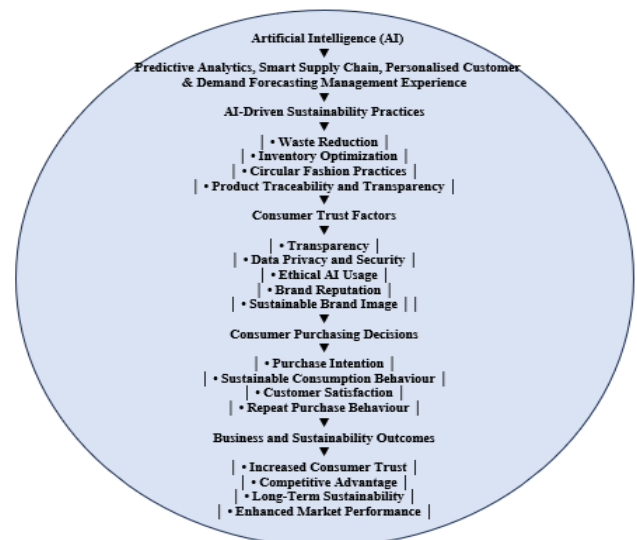 Artificial Intelligence (AI)
▼
Predictive Analytics, Smart Supply Chain, Personalised Customer
& Demand Forecasting Management Experience
▼
AI-Driven Sustainability Practices
▼
│ • Waste Reduction │
│ • Inventory Optimization │
│ • Circular Fashion Practices │
│ • Product Traceability and Transparency │
▼
Consumer Trust Factors
▼
│ • Transparency │
│ • Data Privacy and Security │
│ • Ethical AI Usage │
│ • Brand Reputation │
│ • Sustainable Brand Image │ │
▼
Consumer Purchasing Decisions
▼
│ • Purchase Intention │
│ • Sustainable Consumption Behaviour │
│ • Customer Satisfaction │
│ • Repeat Purchase Behaviour │
▼
Business and Sustainability Outcomes
▼
│ • Increased Consumer Trust │
│ • Competitive Advantage │
│ • Long-Term Sustainability │
│ • Enhanced Market Performance │